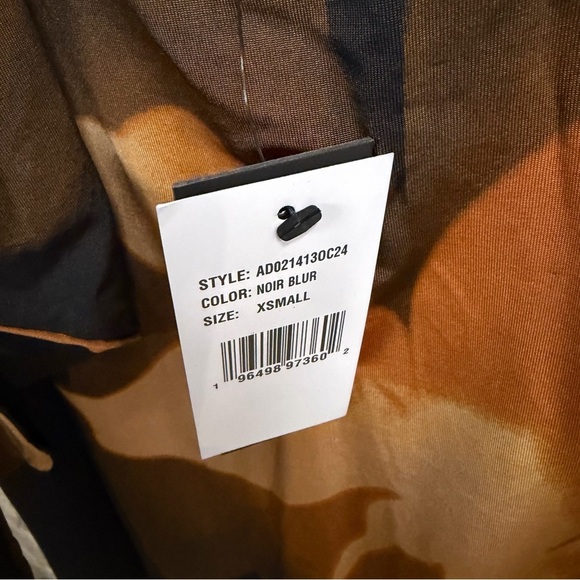 STYLE: AD0214130C24
COLOR: NOIR BLUR
SIZE: XSMALL
1 96498 97360 2